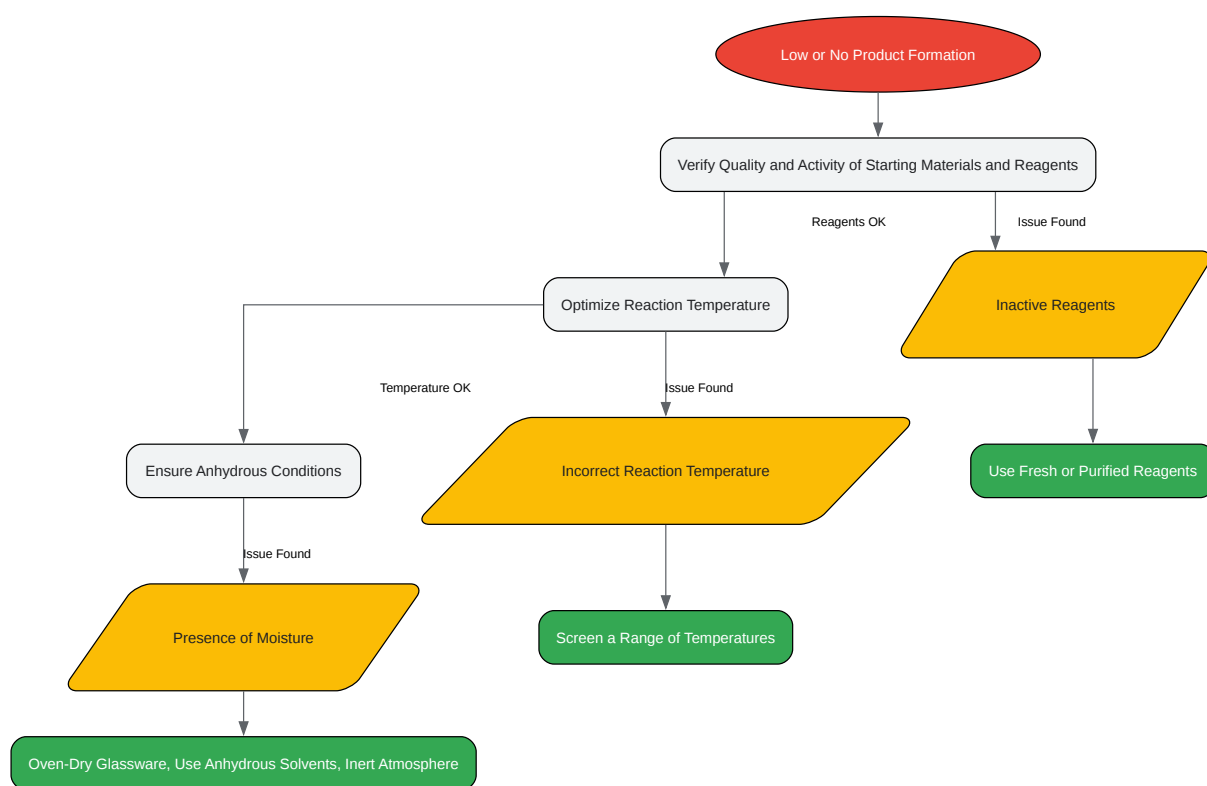 Low or No Product Formation
Verify Quality and Activity of Starting Materials and Reagents
Reagents OK
Issue Found
Optimize Reaction Temperature
Inactive Reagents
Temperature OK
Issue Found
Ensure Anhydrous Conditions
Incorrect Reaction Temperature
Use Fresh or Purified Reagents
Issue Found
Presence of Moisture
Screen a Range of Temperatures
Oven-Dry Glassware, Use Anhydrous Solvents, Inert Atmosphere